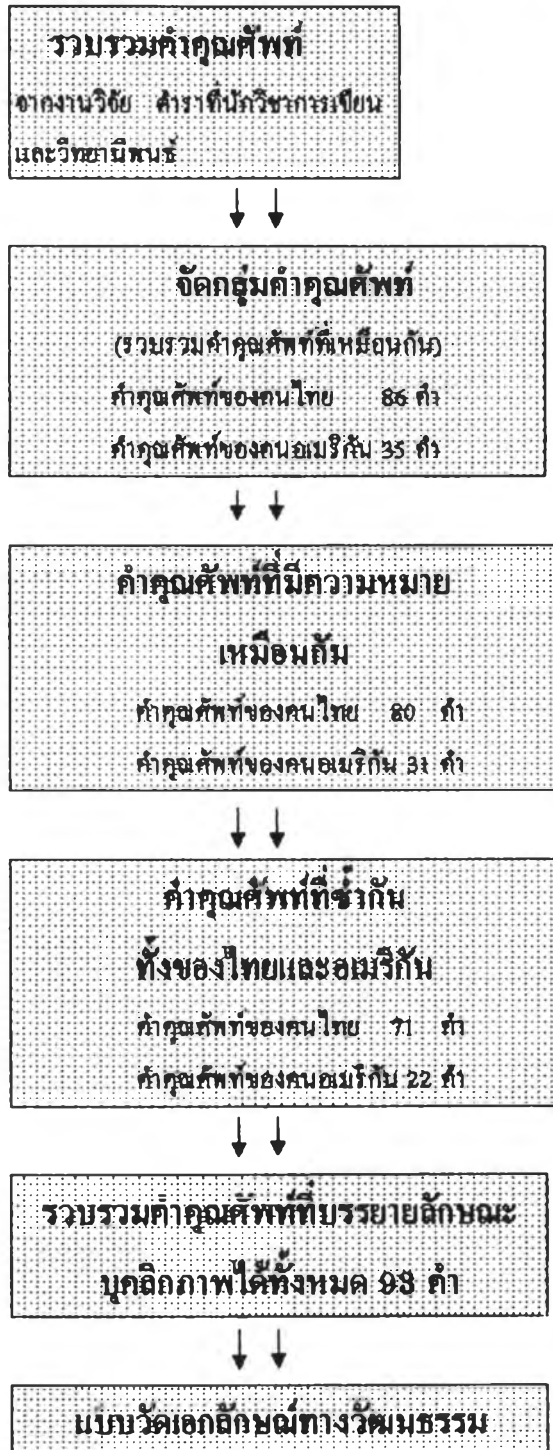 รวบรวมคำคุณศัพท์
จากงานวิจัย ตำราที่นักวิชาการเขียน
และวิทยานิพนธ์
จัดกลุ่มคำคุณศัพท์
(รวบรวมคำคุณศัพท์ที่เหมือนกัน)
คำคุณศัพท์ของคนไทย 86 คำ
คำคุณศัพท์ของคนอเมริกัน 35 คำ
คำคุณศัพท์ที่มีความหมาย
เหมือนกัน
คำคุณศัพท์ของคนไทย 80 คำ
คำคุณศัพท์ของคนอเมริกัน 31 คำ
คำคุณศัพท์ที่ซ้ำกัน
ทั้งของไทยและอเมริกัน
คำคุณศัพท์ของคนไทย 71 คำ
คำคุณศัพท์ของคนอเมริกัน 22 คำ
รวบรวมคำคุณศัพท์ที่บรรยายลักษณะ
บุคลิกภาพได้ทั้งหมด 93 คำ
แบบวัดเอกลักษณ์ทางวัฒนธรรม